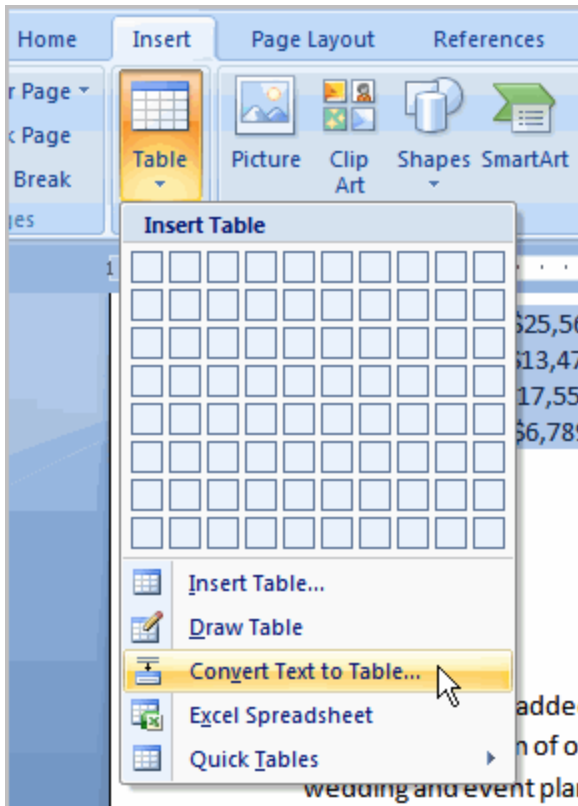 Home Insert Page Layout References
r Page
Page
Break
Table Picture Clip Art Shapes SmartArt
Insert Table
1
$25,56
$13,47
17,55
$6,789
Insert Table...
Draw Table
Convert Text to Table...
Excel Spreadsheet
Quick Tables
added
n of o
wedding and event plan